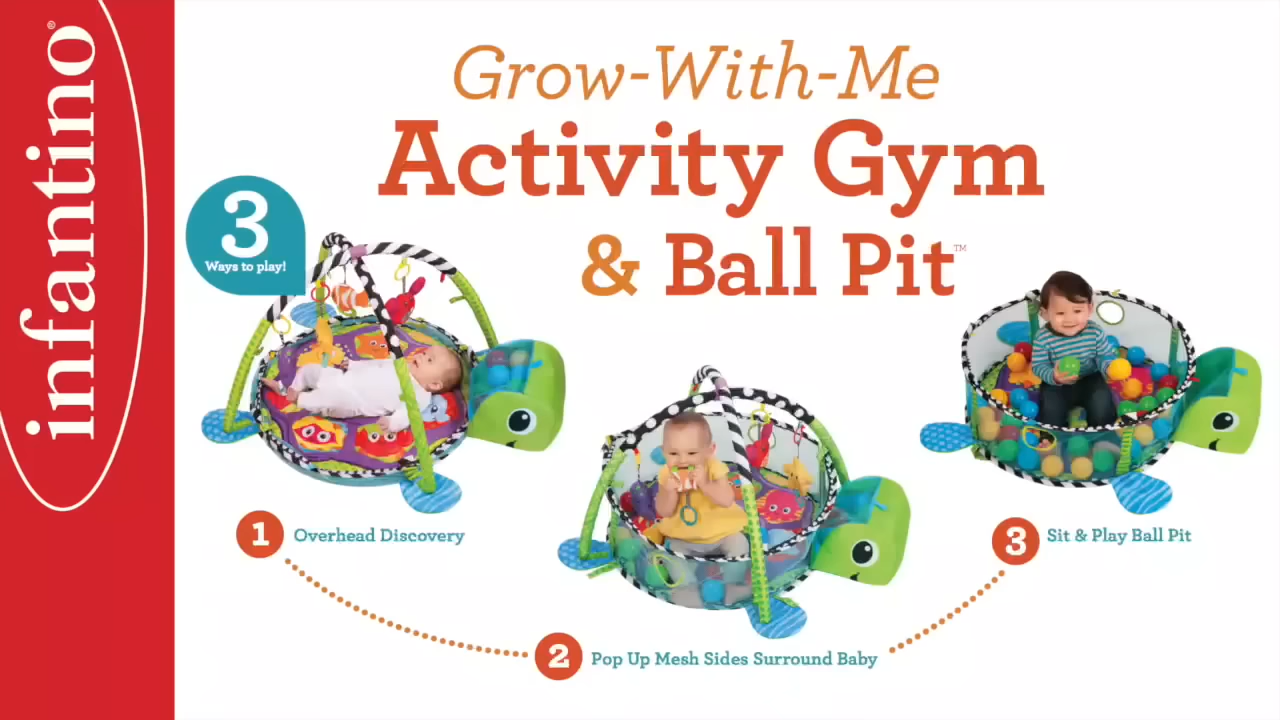 infantino®
Grow-With-Me
Activity Gym
& Ball Pit™
3
Ways to play!
1 Overhead Discovery
2 Pop Up Mesh Sides Surround Baby
3 Sit & Play Ball Pit